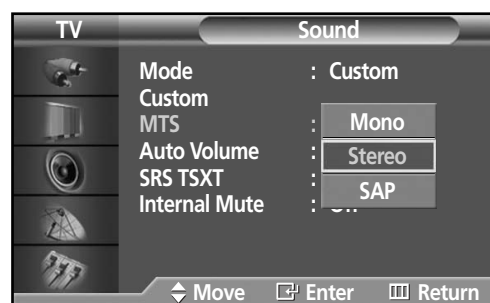 TV Sound
Mode : Custom
Custom
MTS : Mono
Auto Volume : Stereo
SRS TSXT : SAP
Internal Mute :
Move Enter Return